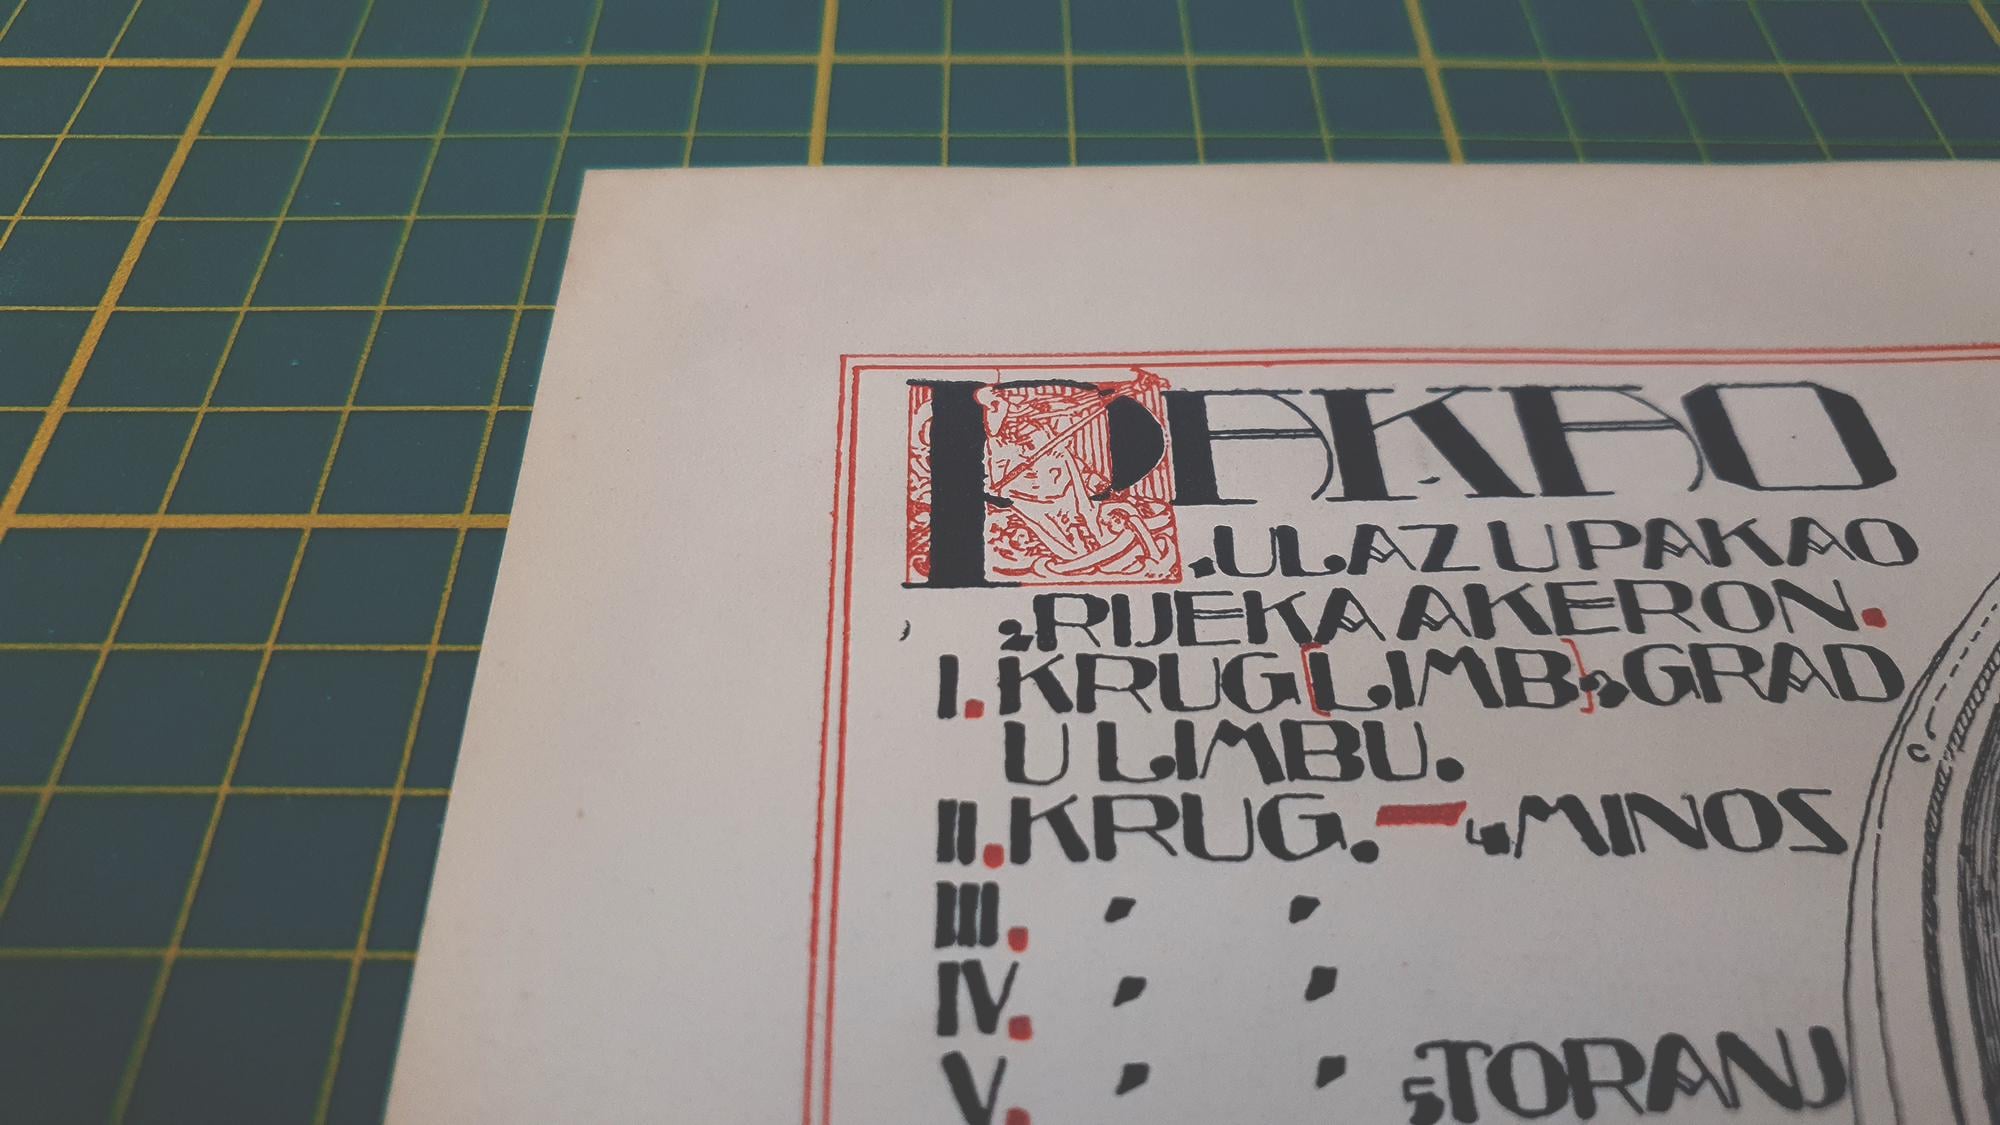 PAKAO
. ULAZ U PAKAO
2. RIJEKA AKERON.
I. KRUG [LIMB] 3. GRAD
U LIMBU.
II. KRUG. — 4. MINOS
III. " "
IV. " "
V. " " 5 TORANJ